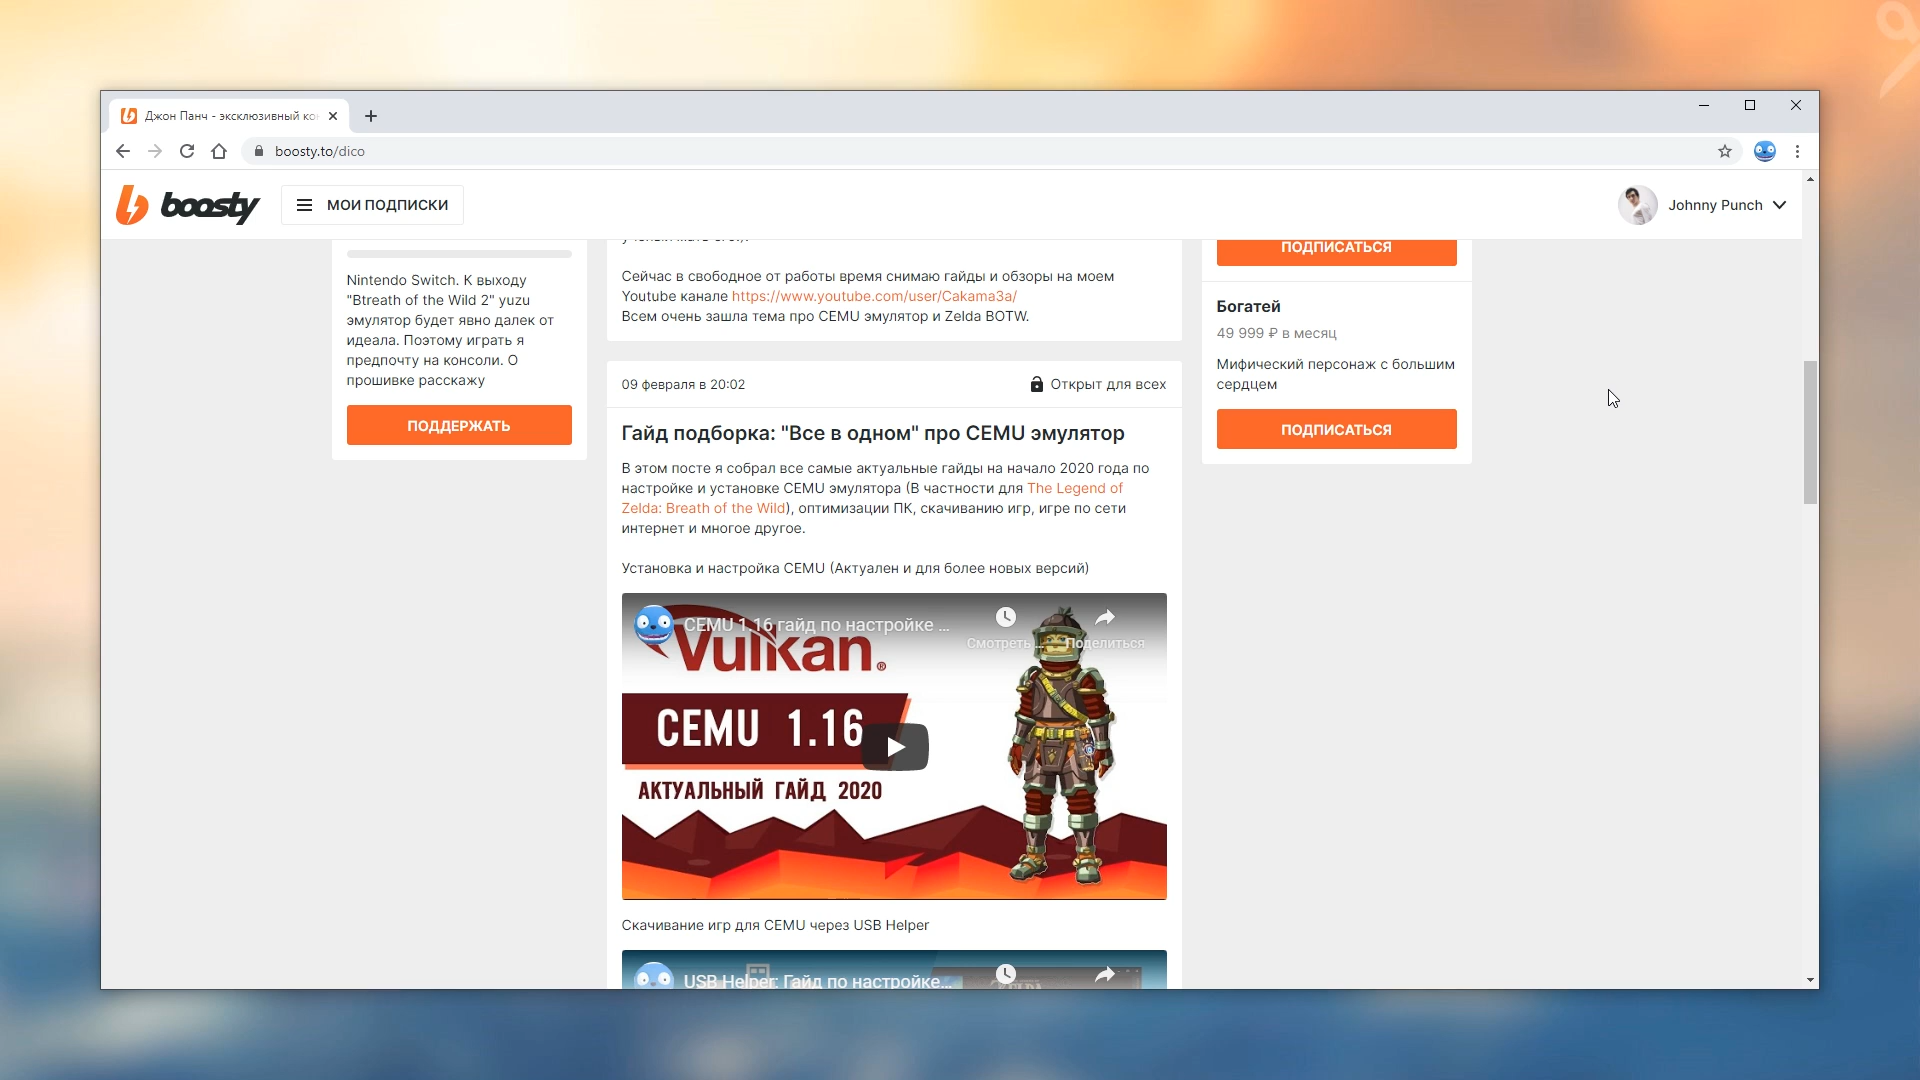 Джон Панч - эксклюзивный ко
boosty.to/dico
boosty
МОИ ПОДПИСКИ
Johnny Punch
Nintendo Switch. К выходу
"Btreath of the Wild 2" yuzu
эмулятор будет явно далек от
идеала. Поэтому играть я
предпочту на консоли. О
прошивке расскажу
ПОДДЕРЖАТЬ
Сейчас в свободное от работы время снимаю гайды и обзоры на моем
Youtube канале https://www.youtube.com/user/Cakama3a/
Всем очень зашла тема про CEMU эмулятор и Zelda BOTW.
09 февраля в 20:02
Открыт для всех
Гайд подборка: "Все в одном" про CEMU эмулятор
В этом посте я собрал все самые актуальные гайды на начало 2020 года по
настройке и установке CEMU эмулятора (В частности для The Legend of
Zelda: Breath of the Wild), оптимизации ПК, скачиванию игр, игре по сети
интернет и многое другое.
Установка и настройка CEMU (Актуален и для более новых версий)
CEMU 1.16 гайд по настройке ...
Смотреть ...
Поделиться
Vulkan®
CEMU 1.16
АКТУАЛЬНЫЙ ГАЙД 2020
Скачивание игр для CEMU через USB Helper
USB Helper: Гайд по настройке...
ПОДПИСАТЬСЯ
Богатей
49 999 ₽ в месяц
Мифический персонаж с большим
сердцем
ПОДПИСАТЬСЯ